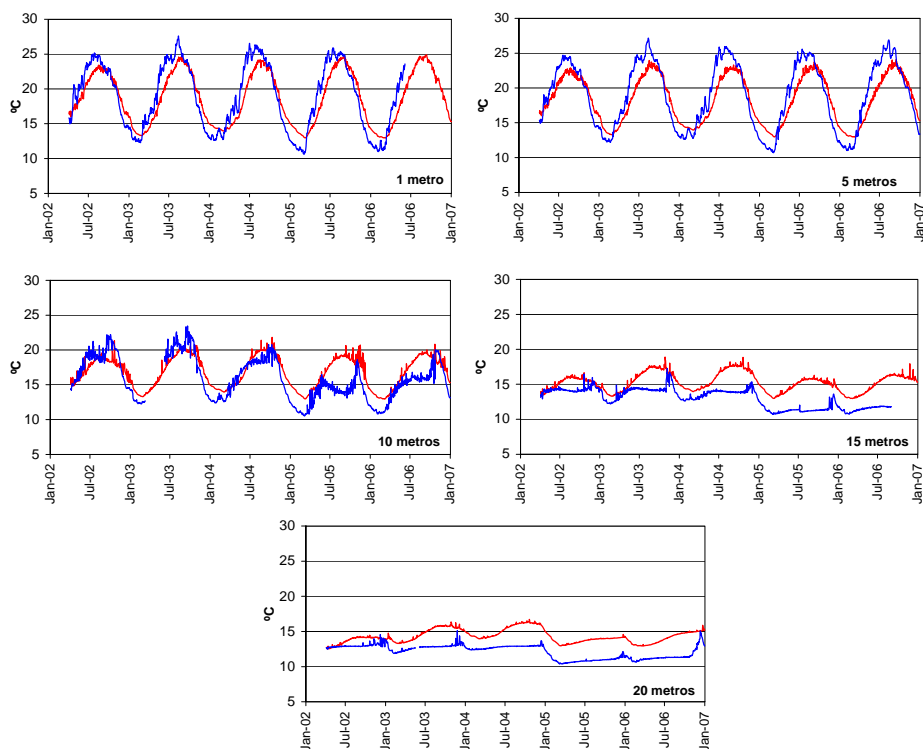 30
25
20
15
10
5
ºC
1 metro
Jan-02
Jul-02
Jan-03
Jul-03
Jan-04
Jul-04
Jan-05
Jul-05
Jan-06
Jul-06
Jan-07
30
25
20
15
10
5
ºC
5 metros
Jan-02
Jul-02
Jan-03
Jul-03
Jan-04
Jul-04
Jan-05
Jul-05
Jan-06
Jul-06
Jan-07
30
25
20
15
10
5
ºC
10 metros
Jan-02
Jul-02
Jan-03
Jul-03
Jan-04
Jul-04
Jan-05
Jul-05
Jan-06
Jul-06
Jan-07
30
25
20
15
10
5
ºC
15 metros
Jan-02
Jul-02
Jan-03
Jul-03
Jan-04
Jul-04
Jan-05
Jul-05
Jan-06
Jul-06
Jan-07
30
25
20
15
10
5
ºC
20 metros
Jan-02
Jul-02
Jan-03
Jul-03
Jan-04
Jul-04
Jan-05
Jul-05
Jan-06
Jul-06
Jan-07